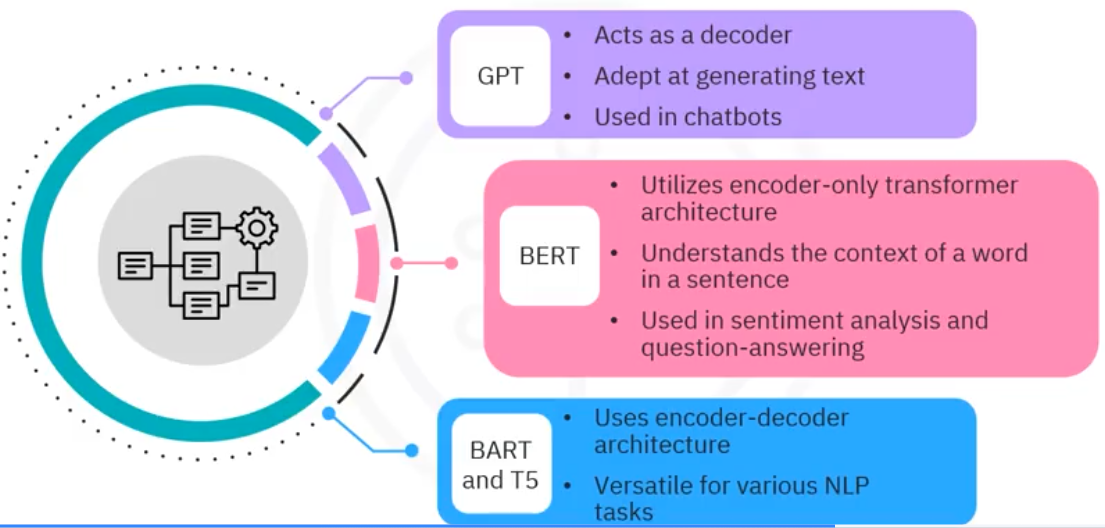 GPT
• Acts as a decoder
• Adept at generating text
• Used in chatbots
BERT
• Utilizes encoder-only transformer
architecture
• Understands the context of a word
in a sentence
• Used in sentiment analysis and
question-answering
BART
and T5
• Uses encoder-decoder
architecture
• Versatile for various NLP
tasks